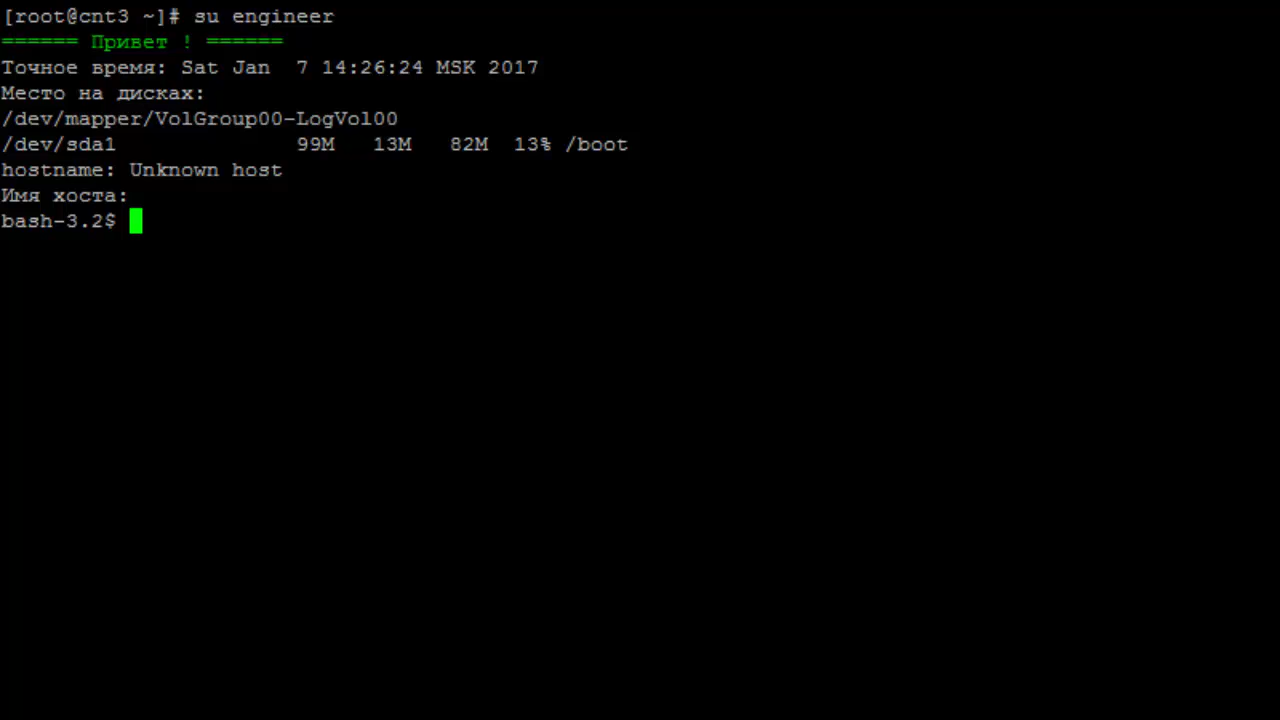 [root@cnt3 ~]# su engineer
====== Привет ! ======
Точное время: Sat Jan  7 14:26:24 MSK 2017
Место на дисках:
/dev/mapper/VolGroup00-LogVol00
/dev/sda1              99M   13M   82M  13% /boot
hostname: Unknown host
Имя хоста:
bash-3.2$